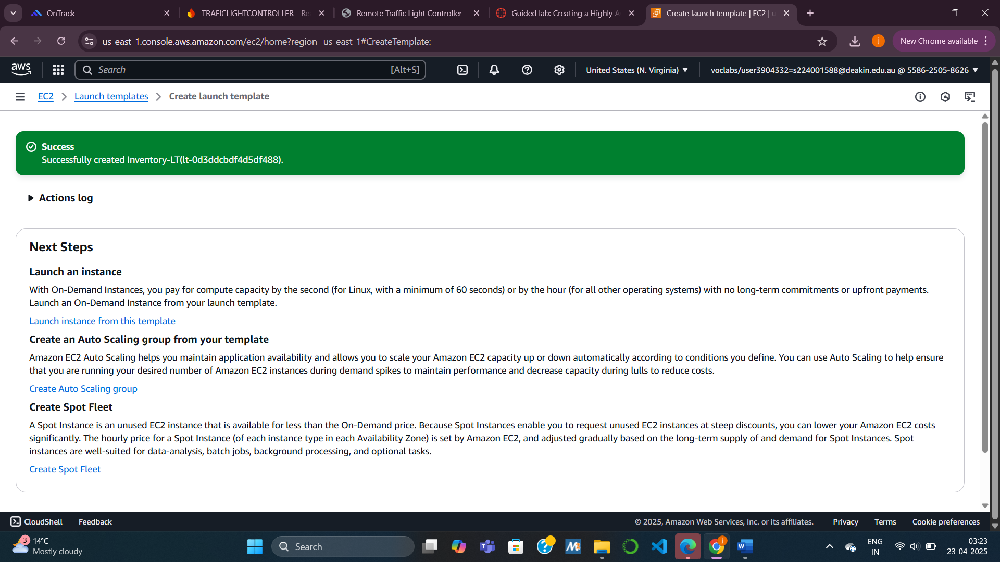 OnTrack
TRAFICLIGHTCONTROLLER - Re
Remote Traffic Light Controller
Guided lab: Creating a Highly A
Create launch template | EC2 | u
us-east-1.console.aws.amazon.com/ec2/home?region=us-east-1#CreateTemplate:
j
New Chrome available
aws
Search
[Alt+S]
United States (N. Virginia)
voclabs/user3904332=s224001588@deakin.edu.au @ 5586-2505-8626
EC2
Launch templates
Create launch template
Success
Successfully created Inventory-LT(lt-0d3ddcbdf4d5df488).
Actions log
Next Steps
Launch an instance
With On-Demand Instances, you pay for compute capacity by the second (for Linux, with a minimum of 60 seconds) or by the hour (for all other operating systems) with no long-term commitments or upfront payments.
Launch an On-Demand Instance from your launch template.
Launch instance from this template
Create an Auto Scaling group from your template
Amazon EC2 Auto Scaling helps you maintain application availability and allows you to scale your Amazon EC2 capacity up or down automatically according to conditions you define. You can use Auto Scaling to help ensure
that you are running your desired number of Amazon EC2 instances during demand spikes to maintain performance and decrease capacity during lulls to reduce costs.
Create Auto Scaling group
Create Spot Fleet
A Spot Instance is an unused EC2 instance that is available for less than the On-Demand price. Because Spot Instances enable you to request unused EC2 instances at steep discounts, you can lower your Amazon EC2 costs
significantly. The hourly price for a Spot Instance (of each instance type in each Availability Zone) is set by Amazon EC2, and adjusted gradually based on the long-term supply of and demand for Spot Instances. Spot
instances are well-suited for data-analysis, batch jobs, background processing, and optional tasks.
Create Spot Fleet
CloudShell
Feedback
© 2025, Amazon Web Services, Inc. or its affiliates.
Privacy
Terms
Cookie preferences
3
14°C
Mostly cloudy
Search
ENG
IN
03:23
23-04-2025